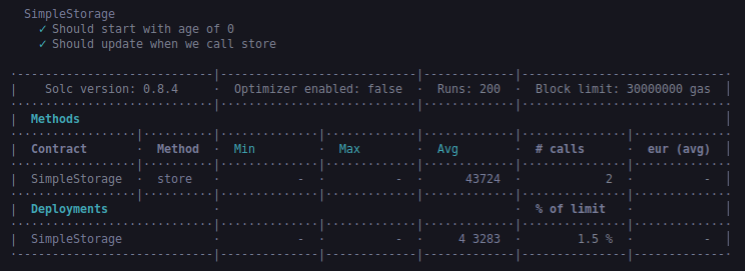 SimpleStorage
✓ Should start with age of 0
✓ Should update when we call store
Solc version: 0.8.4 · Optimizer enabled: false · Runs: 200 · Block limit: 30000000 gas
Methods
Contract · Method · Min · Max · Avg · # calls · eur (avg)
SimpleStorage · store · - · - · 43724 · 2 · -
Deployments · · % of limit ·
SimpleStorage · - · - · 4 3283 · 1.5 % · -